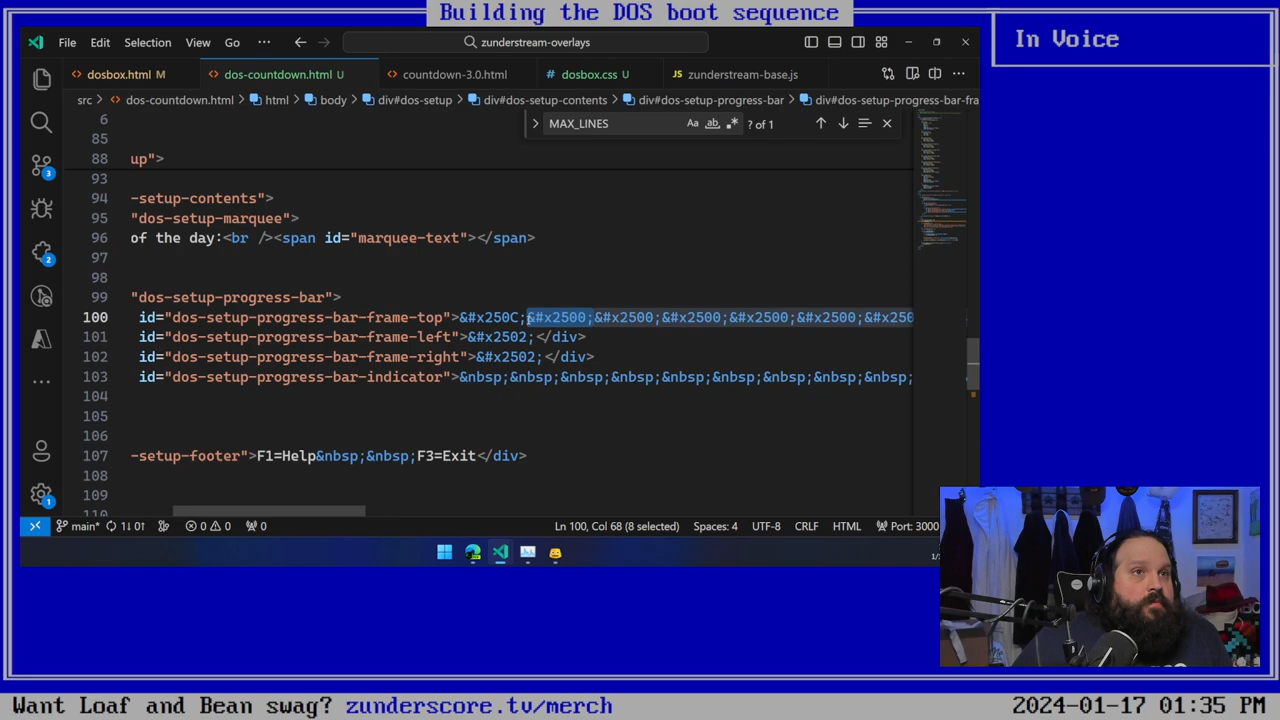 Building the DOS boot sequence
In Voice
File Edit Selection View Go ··· zunderstream-overlays
dosbox.html M dos-countdown.html U countdown-3.0.html dosbox.css U zunderstream-base.js
src > dos-countdown.html > html > body > div#dos-setup > div#dos-setup-contents > div#dos-setup-progress-bar > div#dos-setup-progress-bar-fra
MAX_LINES Aa ab .* ? of 1
6
85
88 up">
93
94 -setup-contents">
95 "dos-setup-marquee">
96 of the day:<br /><span id="marquee-text"></span>
97
98
99 "dos-setup-progress-bar">
100 id="dos-setup-progress-bar-frame-top">&#x250C;&#x2500;&#x2500;&#x2500;&#x2500;&#x2500;&#x250
101 id="dos-setup-progress-bar-frame-left">&#x2502;</div>
102 id="dos-setup-progress-bar-frame-right">&#x2502;</div>
103 id="dos-setup-progress-bar-indicator">&nbsp;&nbsp;&nbsp;&nbsp;&nbsp;&nbsp;&nbsp;&nbsp;&nbsp;
104
105
106
107 -setup-footer">F1=Help&nbsp;&nbsp;F3=Exit</div>
108
109
110
3
2
1
main* 1↓ 0↑ 0 0 0 Ln 100, Col 68 (8 selected) Spaces: 4 UTF-8 CRLF HTML Port: 3000
1/
Want Loaf and Bean swag? zunderscore.tv/merch 2024-01-17 01:35 PM